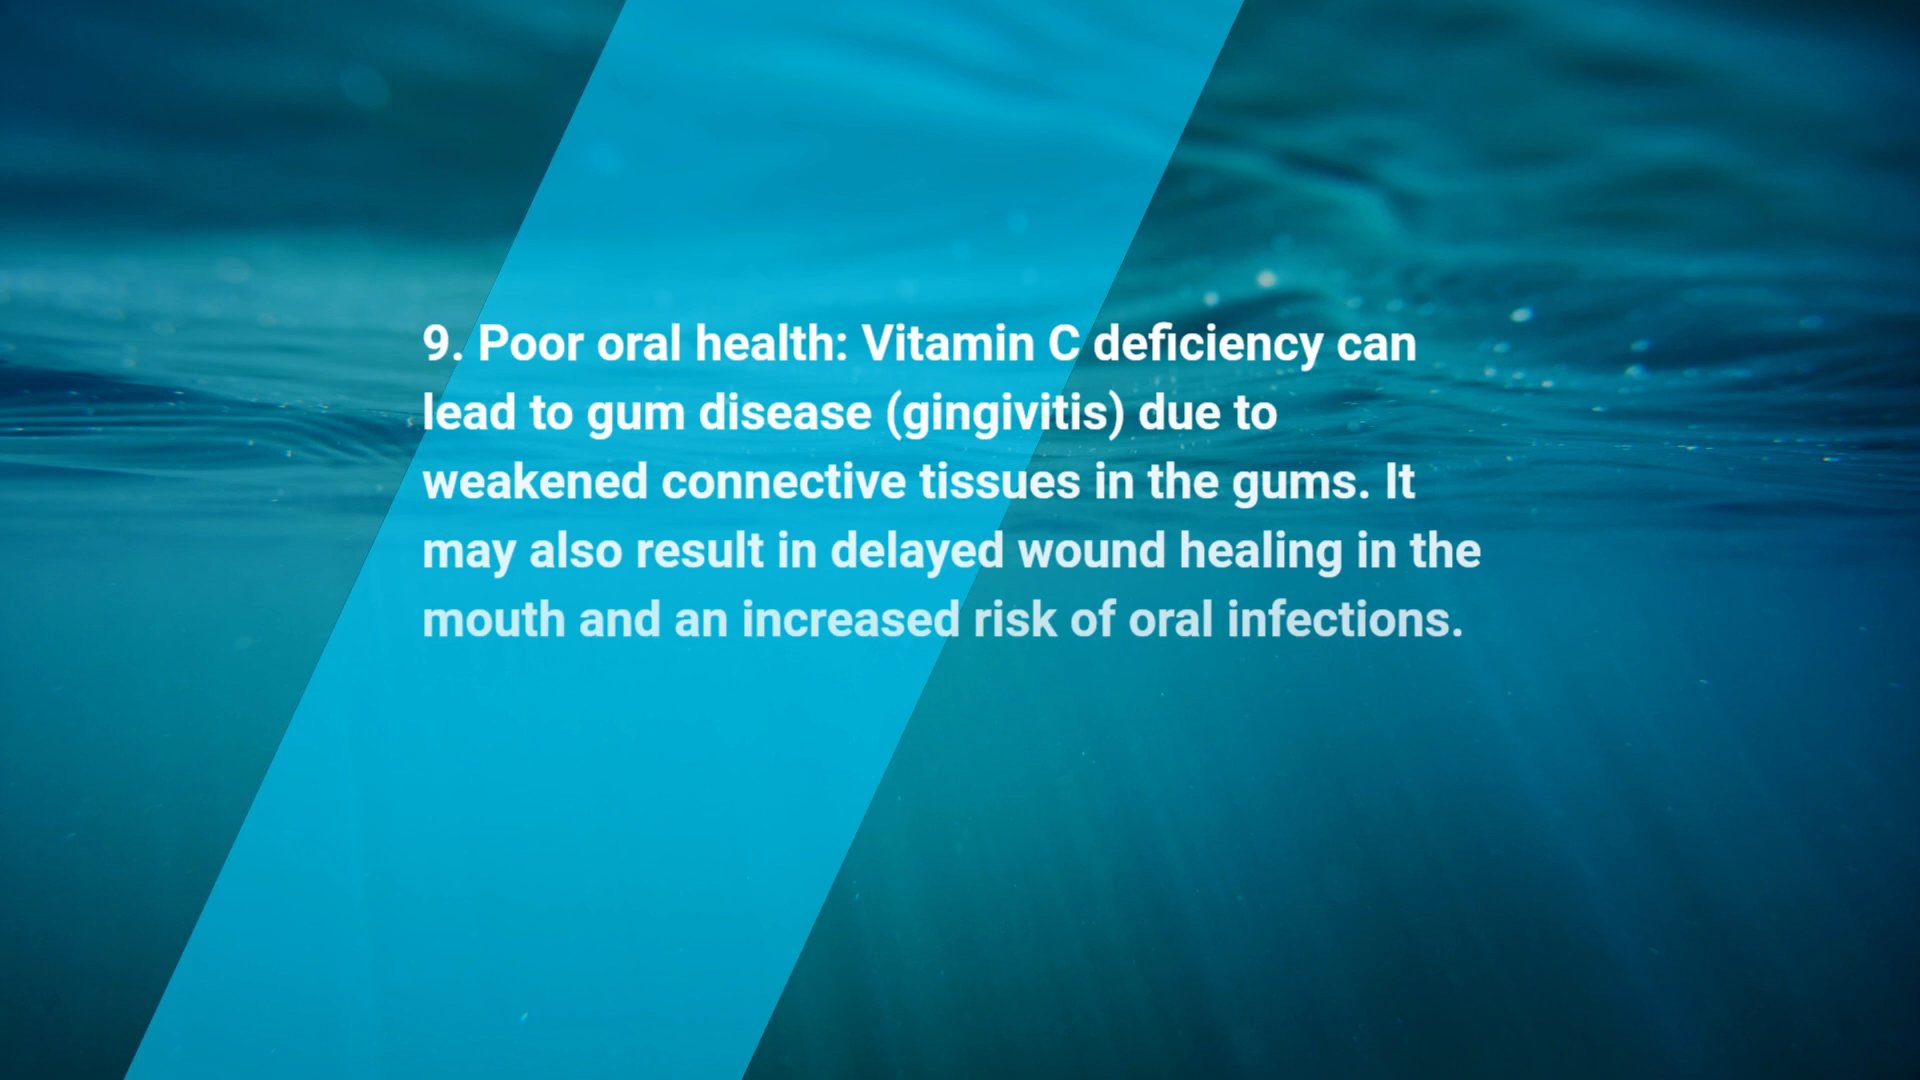 9. Poor oral health: Vitamin C deficiency can
lead to gum disease (gingivitis) due to
weakened connective tissues in the gums. It
may also result in delayed wound healing in the
mouth and an increased risk of oral infections.